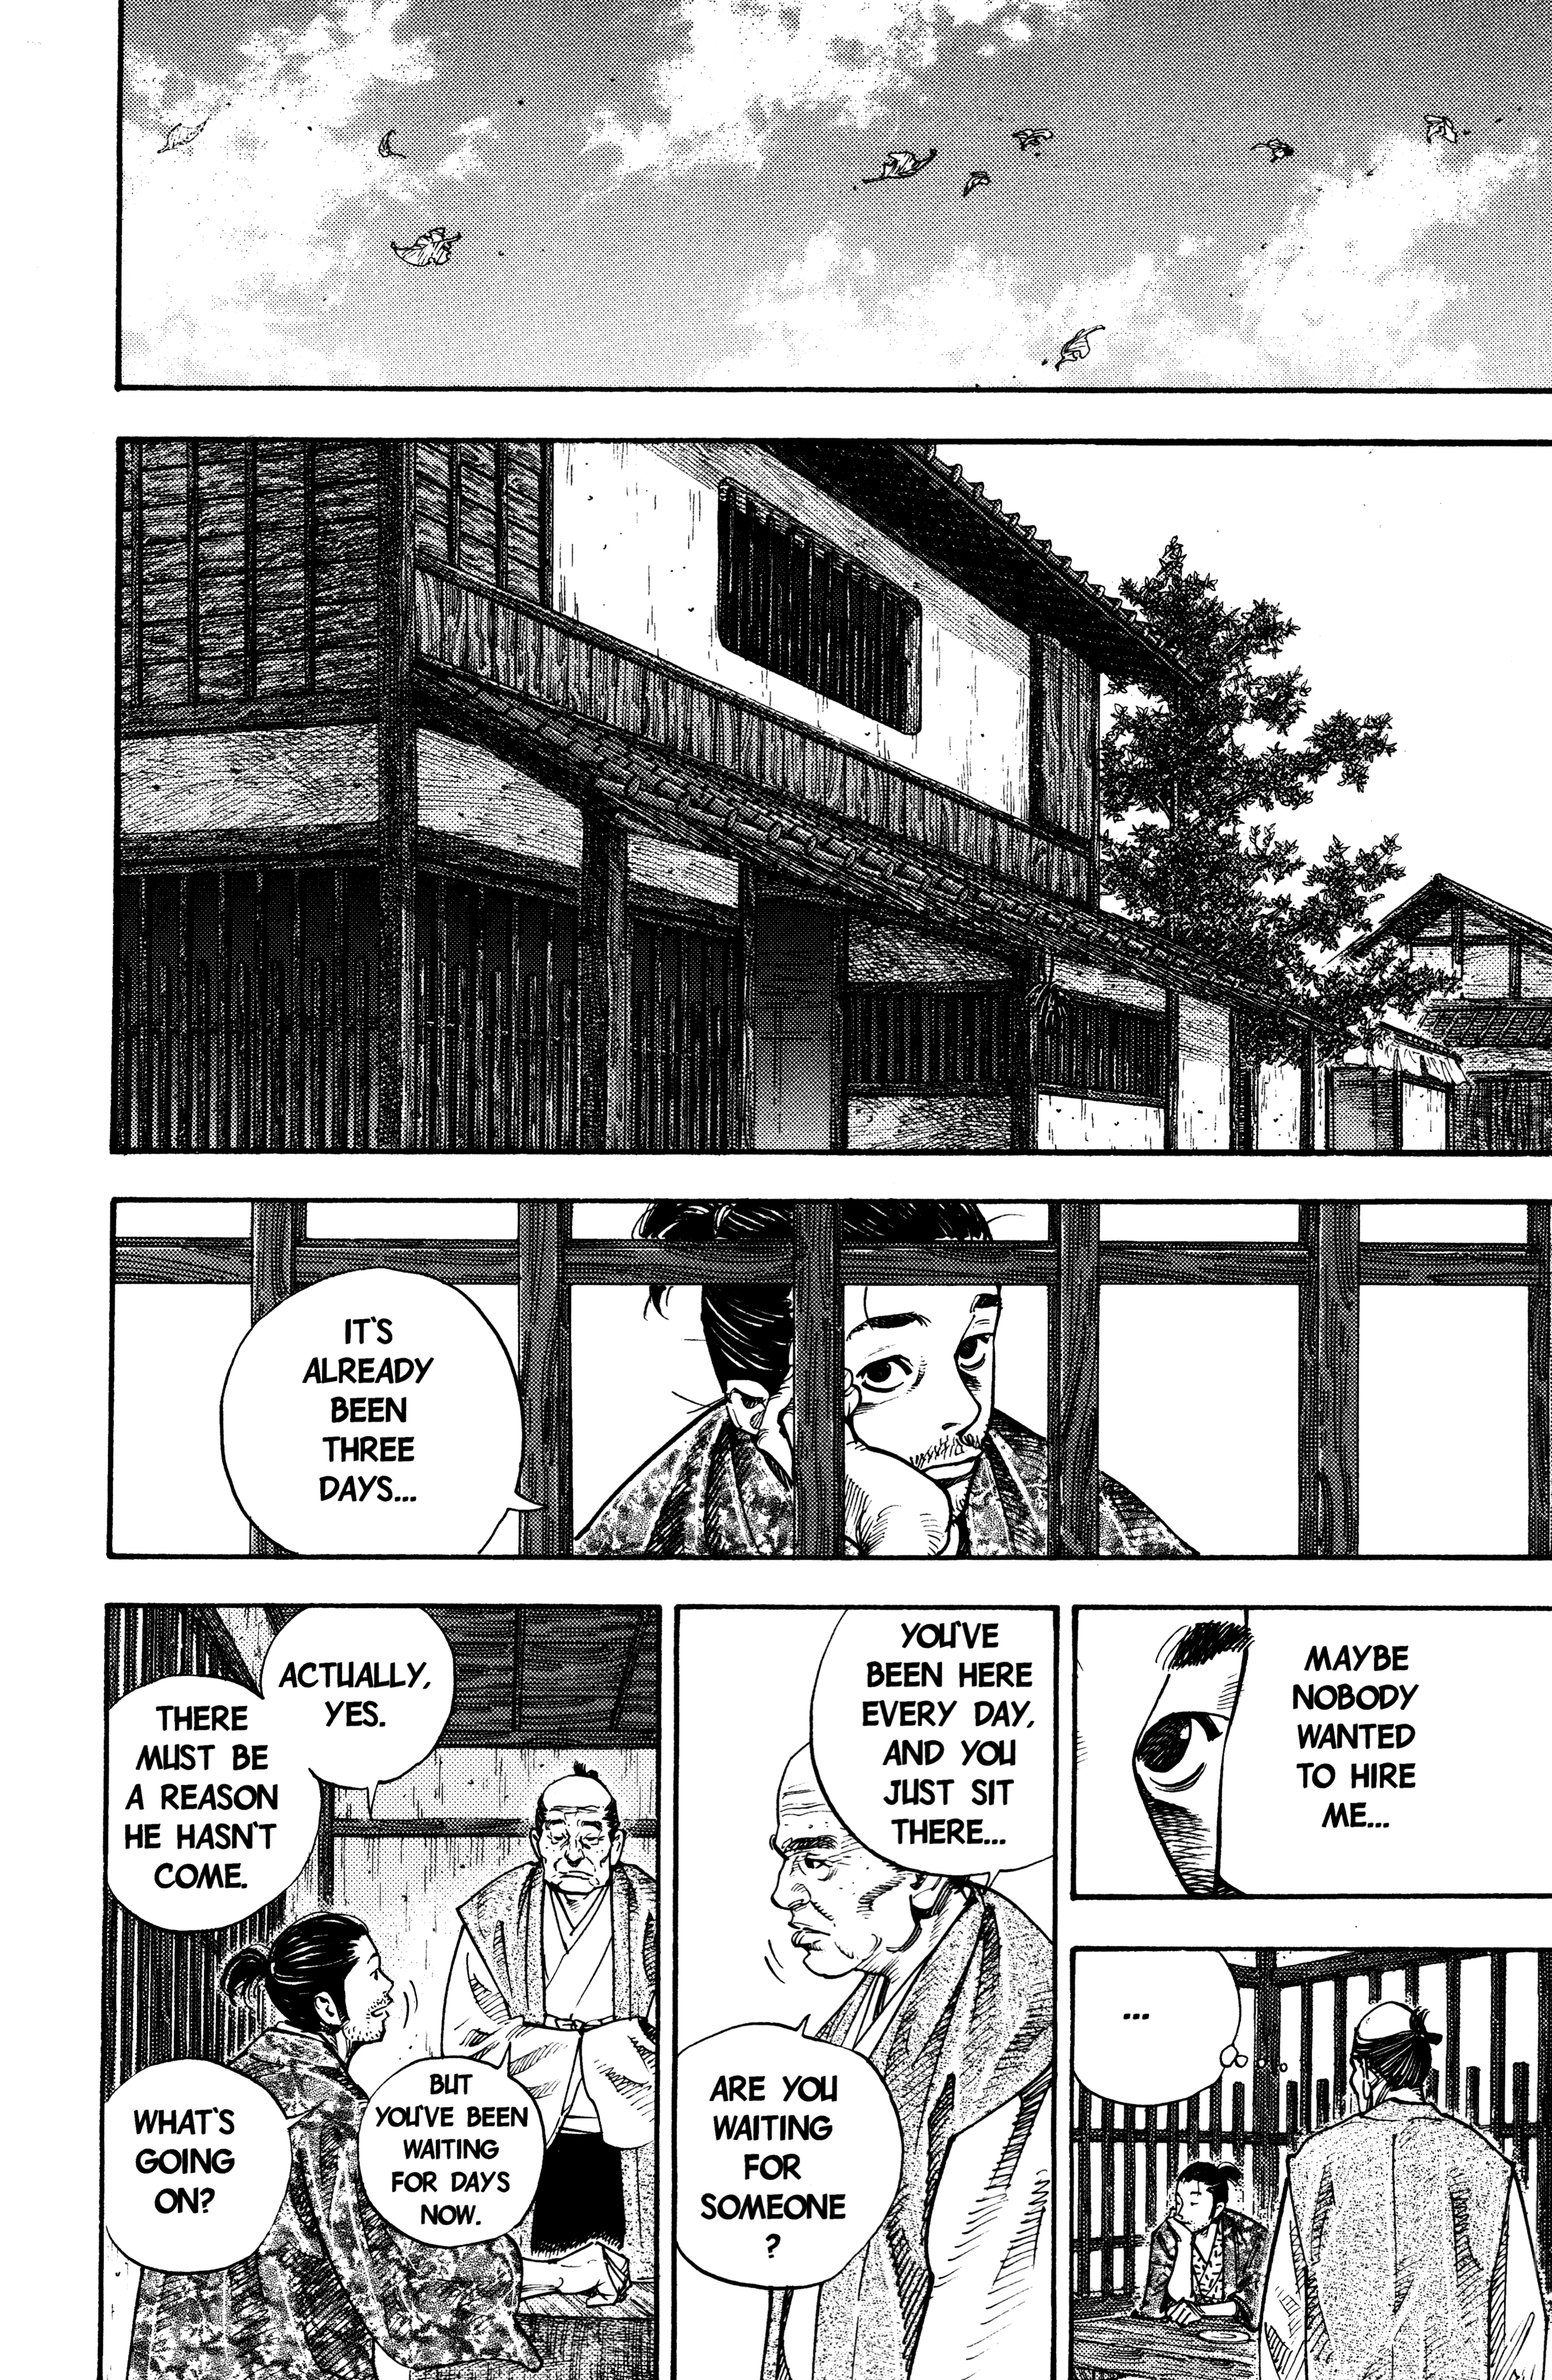 IT'S
ALREADY
BEEN
THREE
DAYS...
MAYBE
NOBODY
WANTED
TO HIRE
ME...
...
YOU'VE
BEEN HERE
EVERY DAY,
AND YOU
JUST SIT
THERE...
ARE YOU
WAITING
FOR
SOMEONE
?
ACTUALLY,
YES.
THERE
MUST BE
A REASON
HE HASN'T
COME.
BUT
YOU'VE BEEN
WAITING
FOR DAYS
NOW.
WHAT'S
GOING
ON?